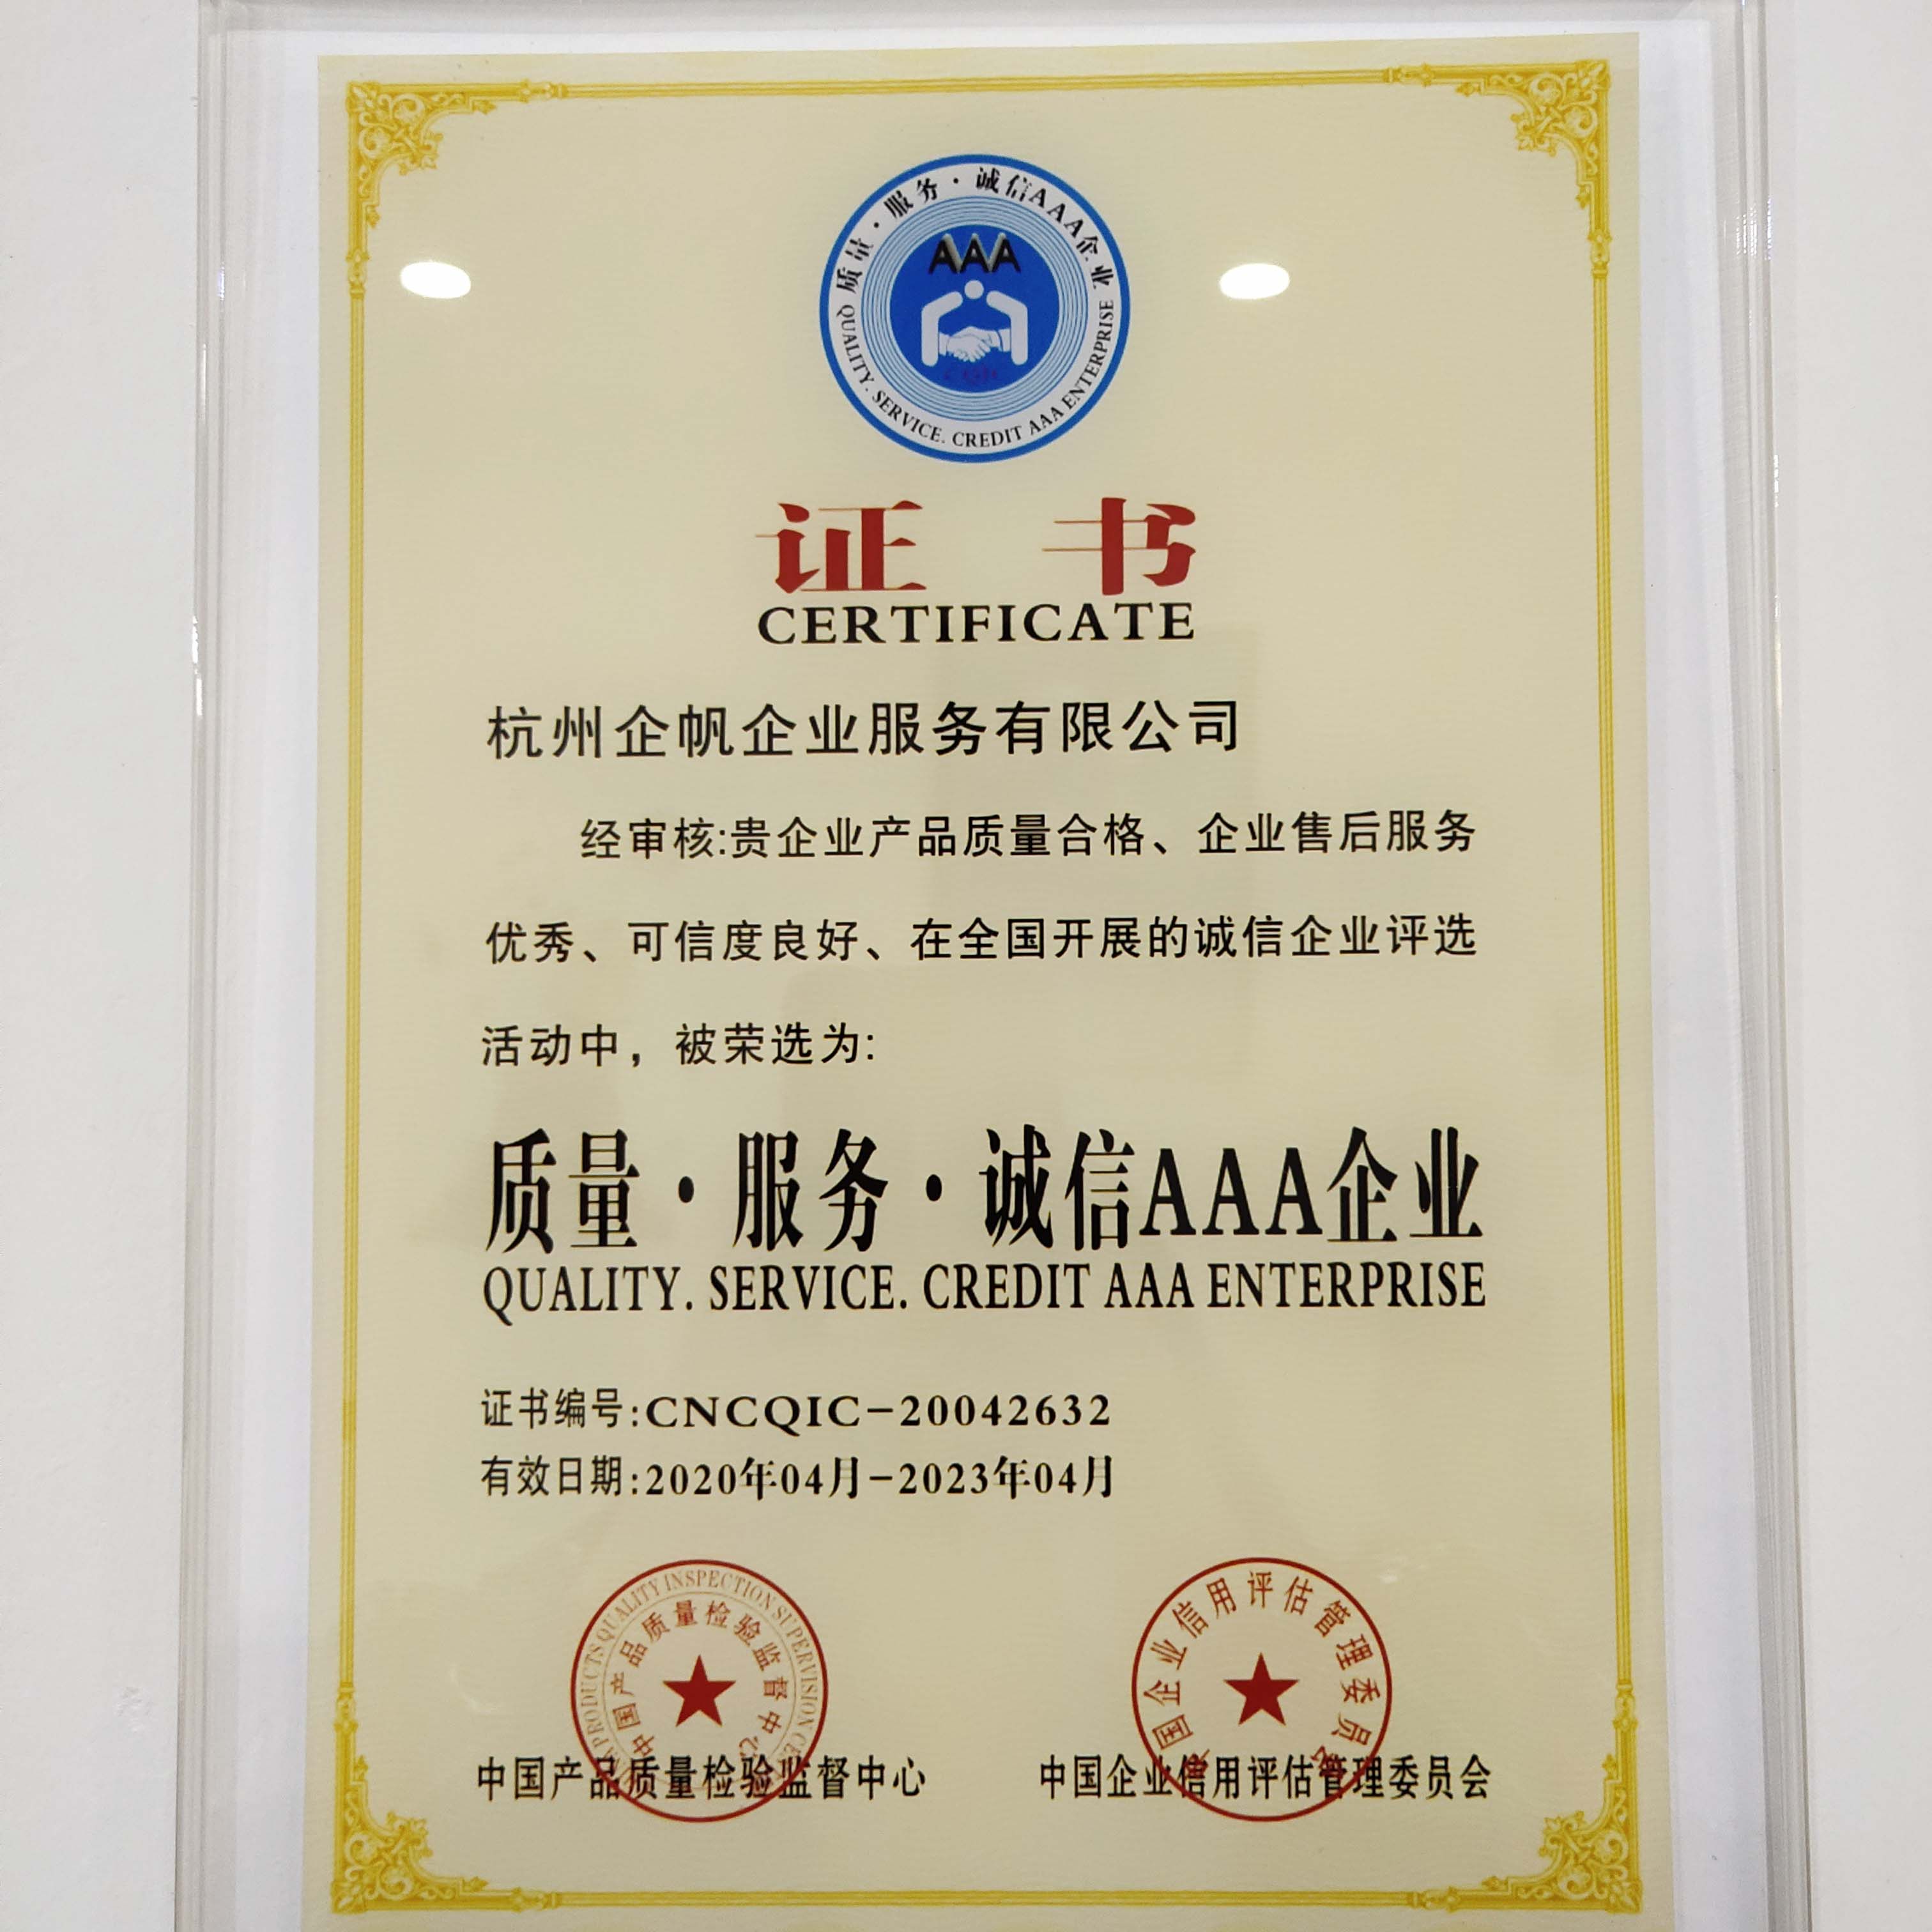 质量·服务·诚信AAA企业
AAA
QUALITY. SERVICE. CREDIT AAA ENTERPRISE
证 书
CERTIFICATE
杭州企帆企业服务有限公司
经审核:贵企业产品质量合格、企业售后服务
优秀、可信度良好、在全国开展的诚信企业评选
活动中，被荣选为:
质量·服务·诚信AAA企业
QUALITY. SERVICE. CREDIT AAA ENTERPRISE
证书编号:CNCQIC-20042632
有效日期:2020年04月-2023年04月
PRODUCTS QUALITY INSPECTION SUPERVISION
中国产品质量检验监督中心
国企业信用评估管理委员会
中国产品质量检验监督中心
中国企业信用评估管理委员会